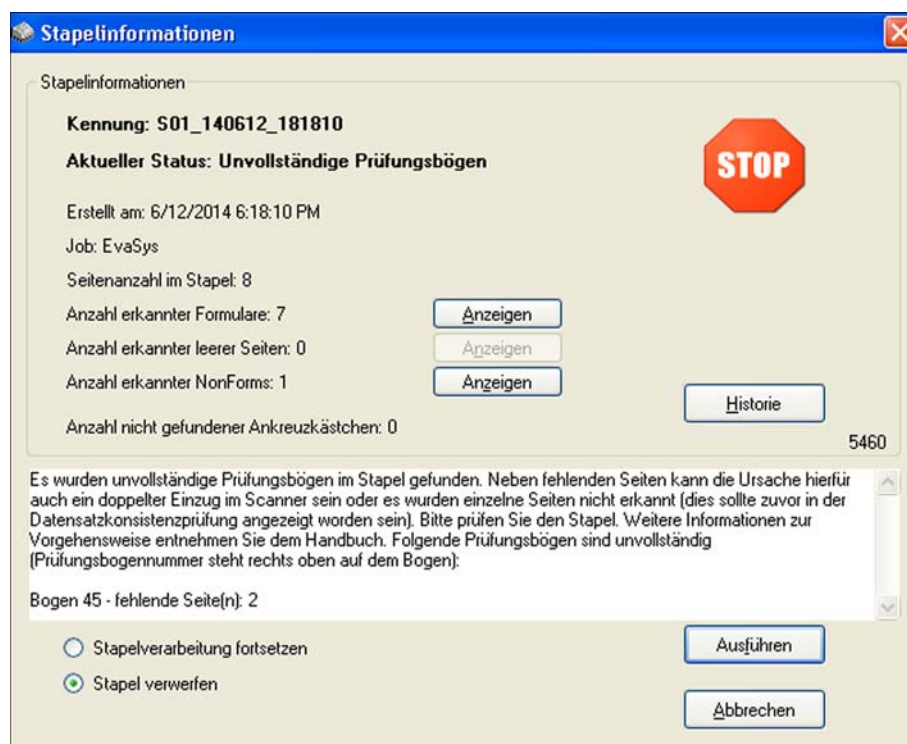 Stapelinformationen
Stapelinformationen
Kennung: S01_140612_181810
Aktueller Status: Unvollständige Prüfungsbögen
STOP
Erstellt am: 6/12/2014 6:18:10 PM
Job: EvaSys
Seitenanzahl im Stapel: 8
Anzahl erkannter Formulare: 7
Anzeigen
Anzahl erkannter leerer Seiten: 0
Anzeigen
Anzahl erkannter NonForms: 1
Anzeigen
Historie
Anzahl nicht gefundener Ankreuzkästchen: 0
5460
Es wurden unvollständige Prüfungsbögen im Stapel gefunden. Neben fehlenden Seiten kann die Ursache hierfür
auch ein doppelter Einzug im Scanner sein oder es wurden einzelne Seiten nicht erkannt (dies sollte zuvor in der
Datensatzkonsistenzprüfung angezeigt worden sein). Bitte prüfen Sie den Stapel. Weitere Informationen zur
Vorgehensweise entnehmen Sie dem Handbuch. Folgende Prüfungsbögen sind unvollständig
(Prüfungsbogennummer steht rechts oben auf dem Bogen):
Bogen 45 - fehlende Seite(n): 2
Stapelverarbeitung fortsetzen
Ausführen
Stapel verwerfen
Abbrechen